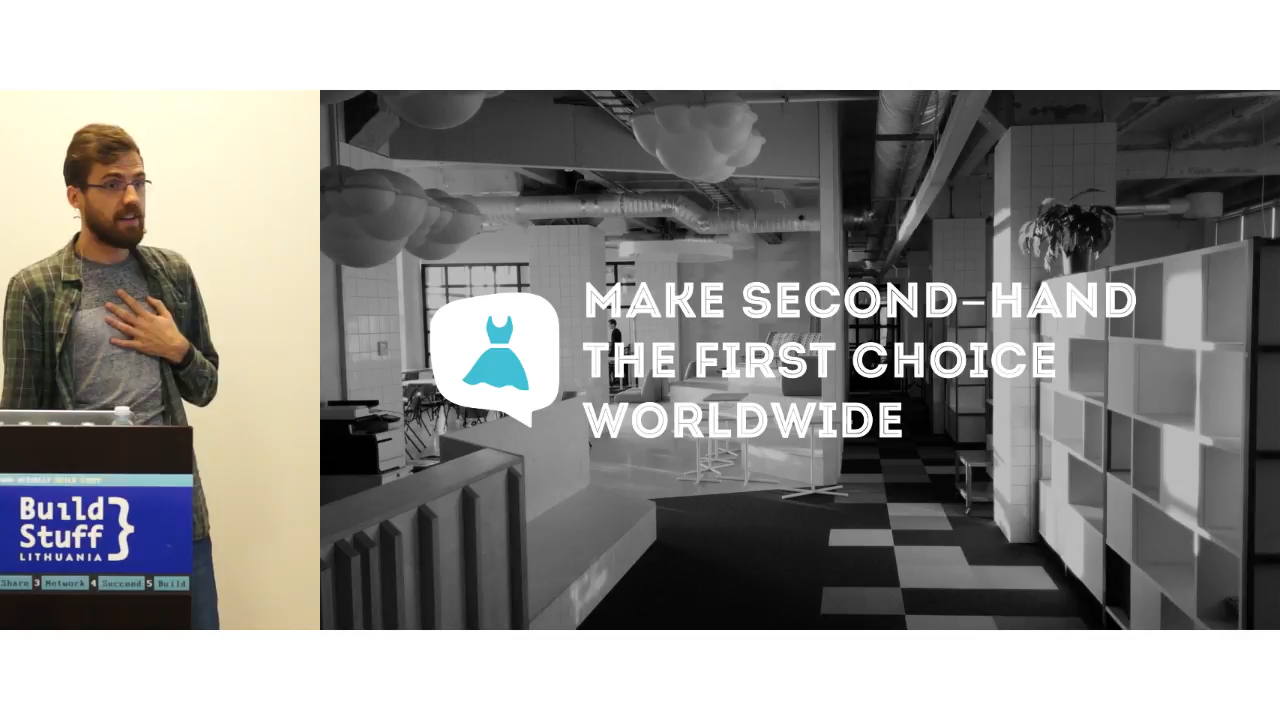 MAKE SECOND-HAND
THE FIRST CHOICE
WORLDWIDE
Build
Stuff
LITHUANIA
Share 3 Network 4 Succeed 5 Build